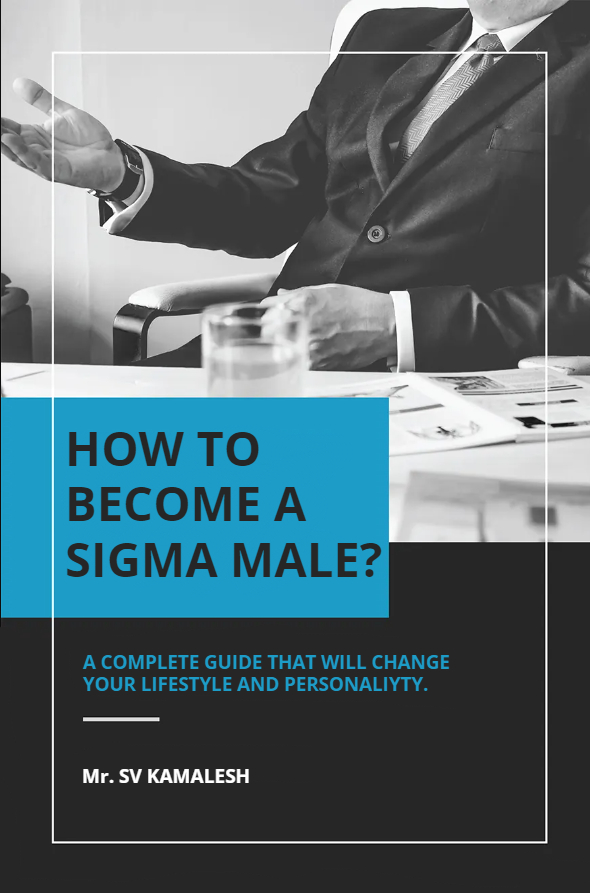 HOW TO
BECOME A
SIGMA MALE?
A COMPLETE GUIDE THAT WILL CHANGE
YOUR LIFESTYLE AND PERSONALIYTY.
Mr. SV KAMALESH